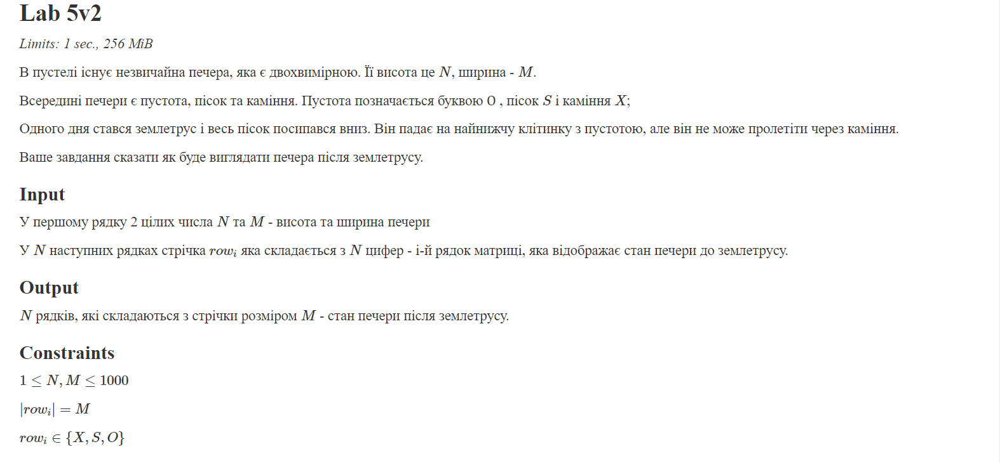 Lab 5v2
Limits: 1 sec., 256 MiB
В пустелі існує незвичайна печера, яка є двохвимірною. Її висота це N, ширина - M.
Всередині печери є пустота, пісок та каміння. Пустота позначається буквою O , пісок S і каміння X;
Одного дня стався землетрус і весь пісок посипався вниз. Він падає на найнижчу клітинку з пустотою, але він не може пролетіти через каміння.
Ваше завдання сказати як буде виглядати печера після землетрусу.
Input
У першому рядку 2 цілих числа N та M - висота та ширина печери
У N наступних рядках стрічка row_i яка складається з N цифер - i-й рядок матриці, яка відображає стан печери до землетрусу.
Output
N рядків, які складаються з стрічки розміром M - стан печери після землетрусу.
Constraints
1 ≤ N, M ≤ 1000
|row_i| = M
row_i ∈ {X, S, O}